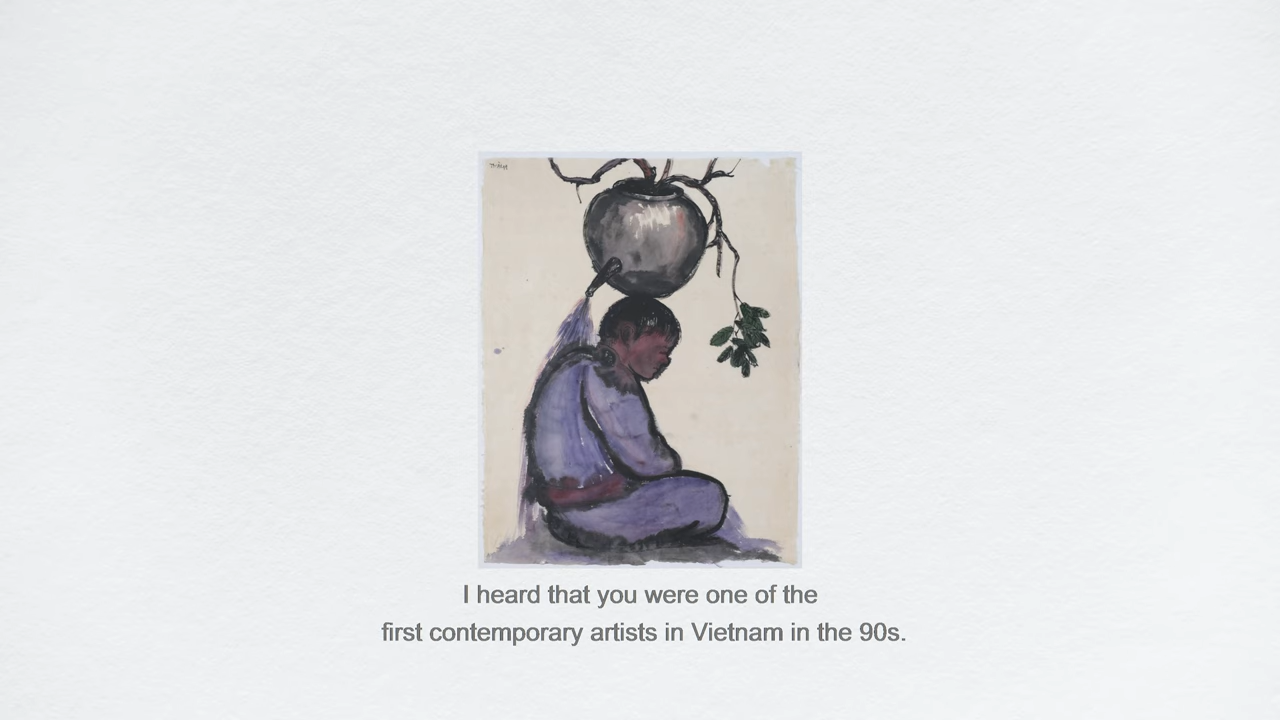 I heard that you were one of the
first contemporary artists in Vietnam in the 90s.